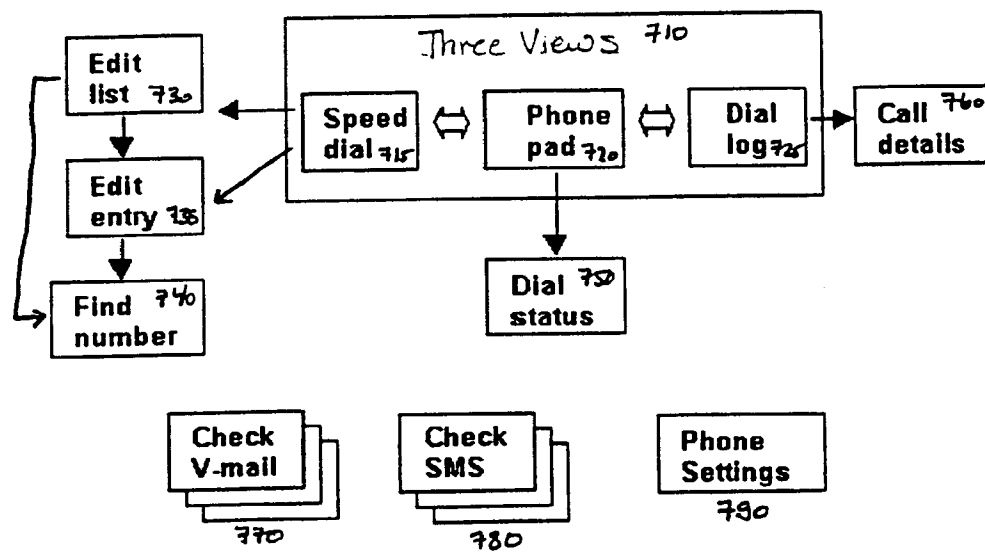 Three Views 710
Edit
list 730
Speed
dial 715
Phone
pad 720
Dial
log 725
Call 760
details
Edit
entry 735
Find 740
number
Dial 750
status
Check
V-mail
770
Check
SMS
780
Phone
Settings
790